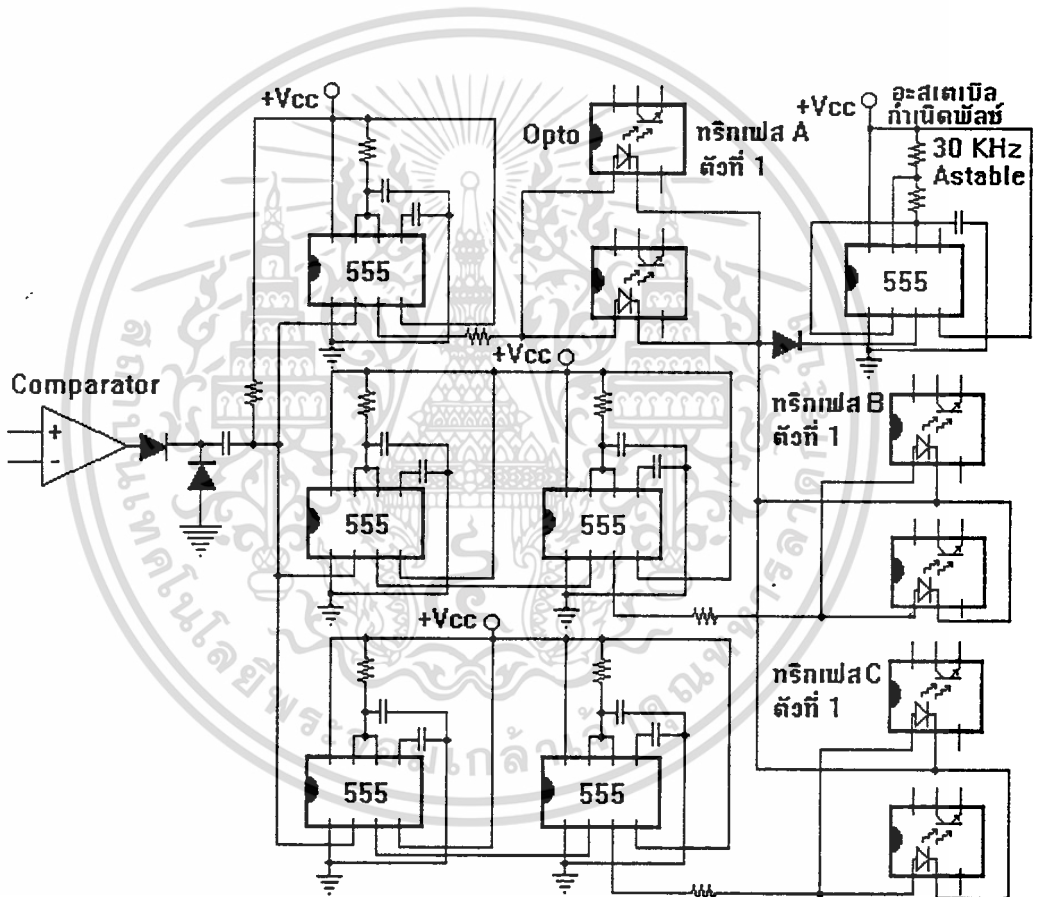 +Vcc
Opto
ทริกเฟส A
ตัวที่ 1
+Vcc
อะสเตเบิล
กำเนิดพัลซ์
30 KHz
Astable
555
555
Comparator
+
-
+Vcc
ทริกเฟส B
ตัวที่ 1
555
555
+Vcc
ทริกเฟส C
ตัวที่ 1
555
555